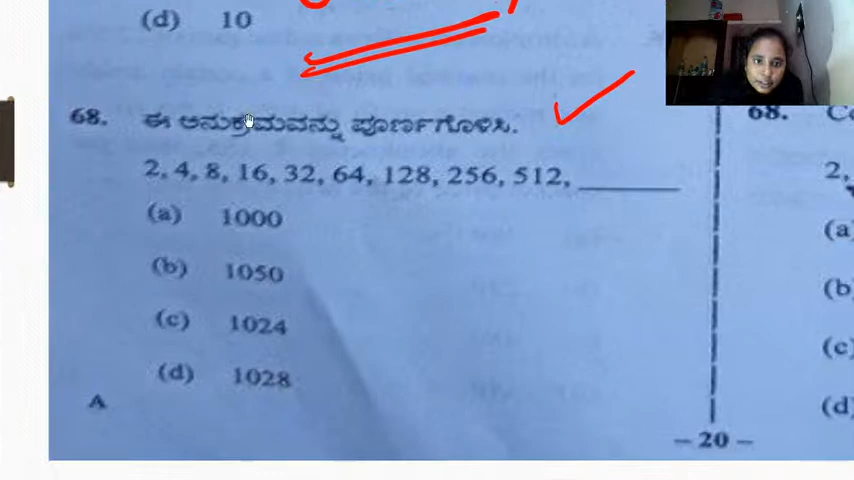 (d) 10
68. ಈ ಅನುಕ್ರಮವನ್ನು ಪೂರ್ಣಗೊಳಿಸಿ.
2, 4, 8, 16, 32, 64, 128, 256, 512, ________
(a) 1000
(b) 1050
(c) 1024
(d) 1028
A
– 20 –
68. Co
2,
(a)
(b)
(c)
(d)